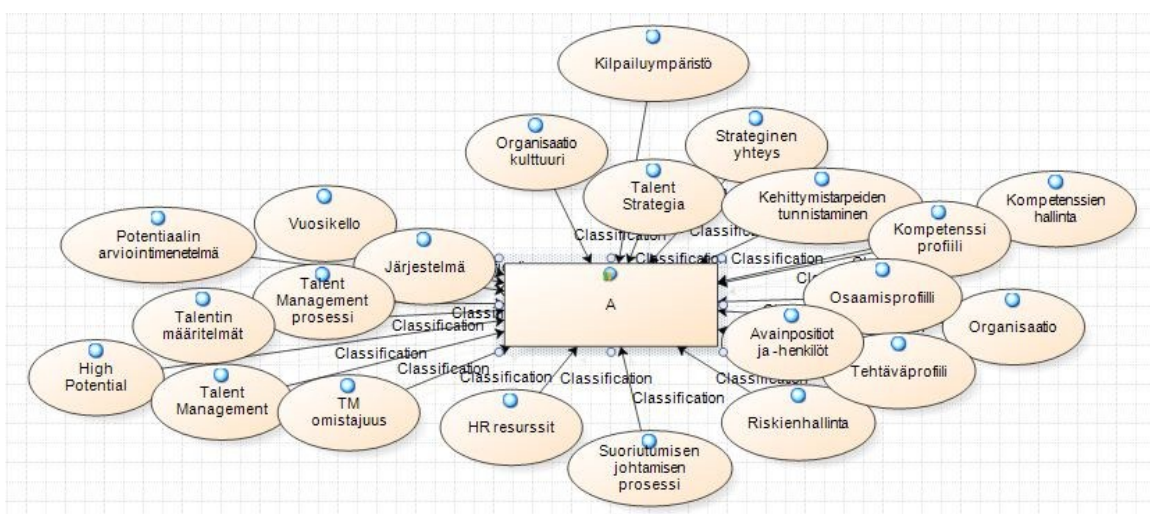 Kilpailuympäristö
Organisaatio
kulttuuri
Strateginen
yhteys
Talent
Strategia
Kehittymistarpeiden
tunnistaminen
Kompetenssien
hallinta
Kompetenssi
profiili
Vuosikello
Potentiaalin
arviointimenetelmä
Järjestelmä
Talent
Management
prosessi
Talentin
määritelmät
High
Potential
Talent
Management
TM
omistajuus
HR resurssit
Suoriutumisen
johtamisen
prosessi
Riskienhallinta
Avainpositiot
ja -henkilöt
Tehtäväprofiili
Osaamisprofiilli
Organisaatio
A
Classification
Classification
Classification
Classification
Classification
Classification
Classification
Classification
Classification
Classification
Classification